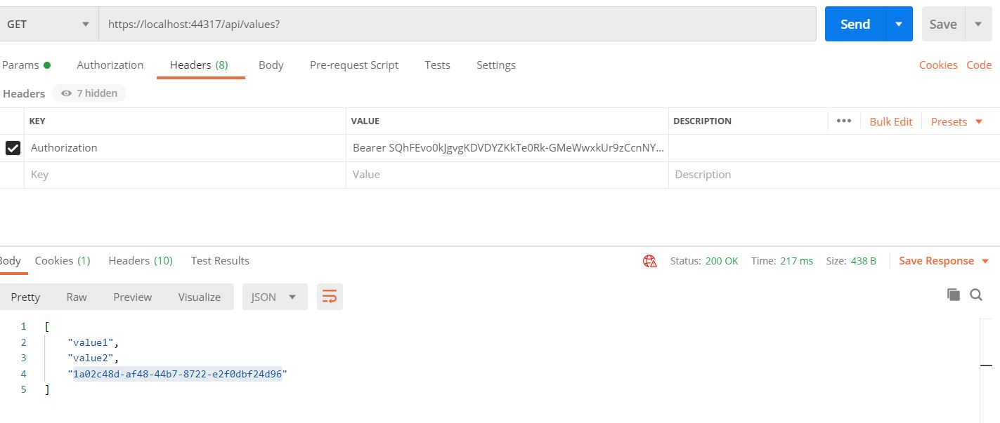 GET https://localhost:44317/api/values? Send Save
Params Authorization Headers (8) Body Pre-request Script Tests Settings Cookies Code
Headers 7 hidden
KEY VALUE DESCRIPTION ••• Bulk Edit Presets
Authorization Bearer SQhFEvo0kJgvgKDVDYZKkTe0Rk-GMeWwxkUr9zCcnNY...
Key Value Description
Body Cookies (1) Headers (10) Test Results Status: 200 OK Time: 217 ms Size: 438 B Save Response
Pretty Raw Preview Visualize JSON
1 [
2 "value1",
3 "value2",
4 "1a02c48d-af48-44b7-8722-e2f0dbf24d96"
5 ]